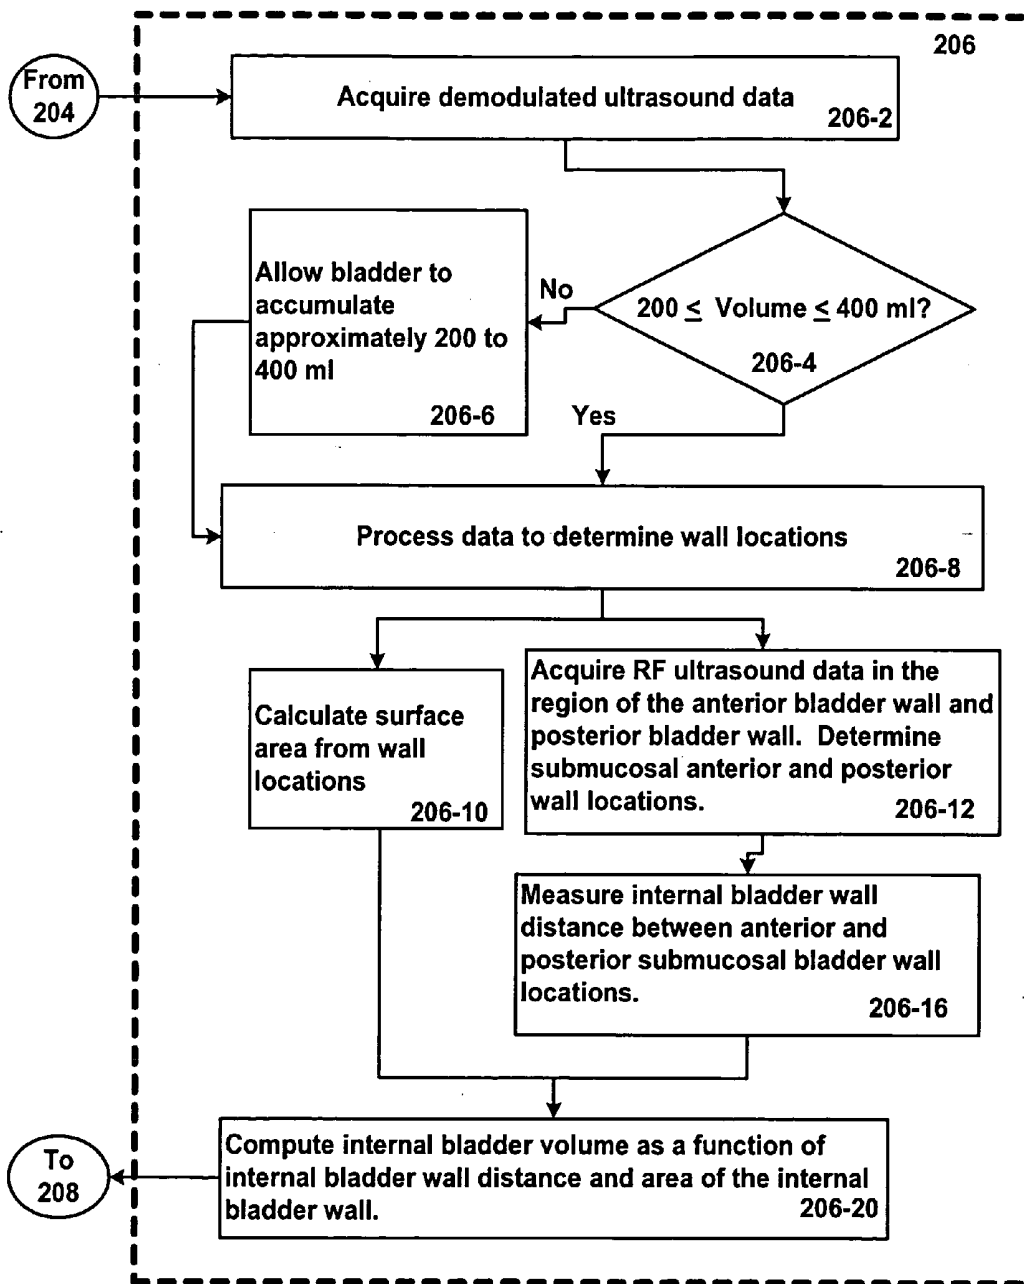 206
From
204
Acquire demodulated ultrasound data
206-2
Allow bladder to
accumulate
approximately 200 to
400 ml
206-6
No
200 ≤ Volume ≤ 400 ml?
206-4
Yes
Process data to determine wall locations
206-8
Calculate surface
area from wall
locations
206-10
Acquire RF ultrasound data in the
region of the anterior bladder wall and
posterior bladder wall. Determine
submucosal anterior and posterior
wall locations.
206-12
Measure internal bladder wall
distance between anterior and
posterior submucosal bladder wall
locations.
206-16
Compute internal bladder volume as a function of
internal bladder wall distance and area of the internal
bladder wall.
206-20
To
208